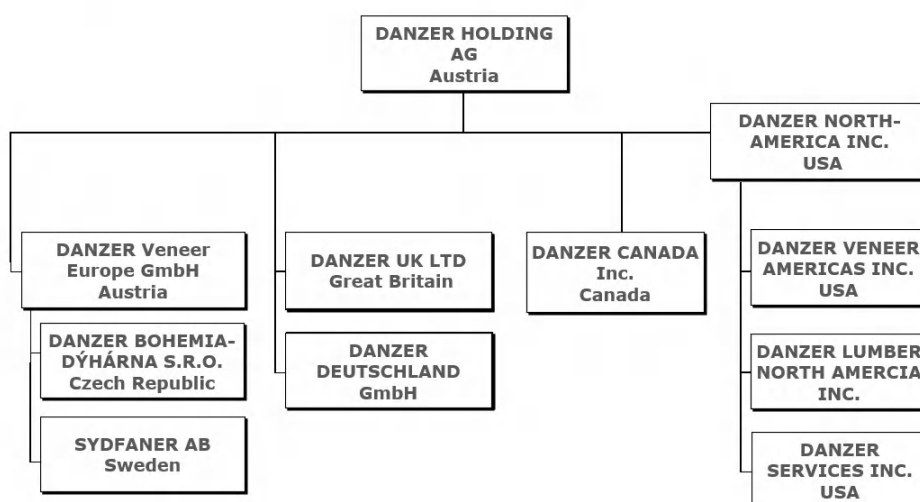 DANZER HOLDING
AG
Austria
DANZER NORTH-
AMERICA INC.
USA
DANZER Veneer
Europe GmbH
Austria
DANZER UK LTD
Great Britain
DANZER CANADA
Inc.
Canada
DANZER VENEER
AMERICAS INC.
USA
DANZER BOHEMIA-
DÝHÁRNA S.R.O.
Czech Republic
DANZER
DEUTSCHLAND
GmbH
DANZER LUMBER
NORTH AMERCIA
INC.
SYDFANER AB
Sweden
DANZER
SERVICES INC.
USA